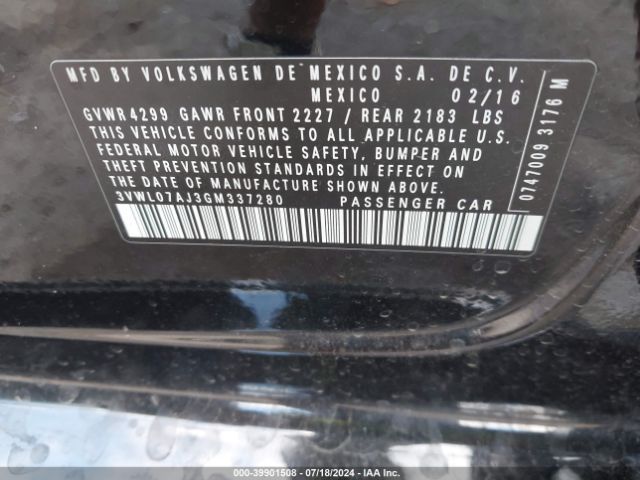 MFD BY VOLKSWAGEN DE MEXICO S.A. DE C.V.
MEXICO 02/16
GVWR 4299 GAWR FRONT 2227 / REAR 2183 LBS
THIS VEHICLE CONFORMS TO ALL APPLICABLE U.S.
FEDERAL MOTOR VEHICLE SAFETY, BUMPER AND
THEFT PREVENTION STANDARDS IN EFFECT ON
THE DATE OF MANUFACTURE SHOWN ABOVE.
3VWL07AJ3GM337280 PASSENGER CAR
0747009 3176 M
000-39901508 - 07/18/2024 - IAA Inc.